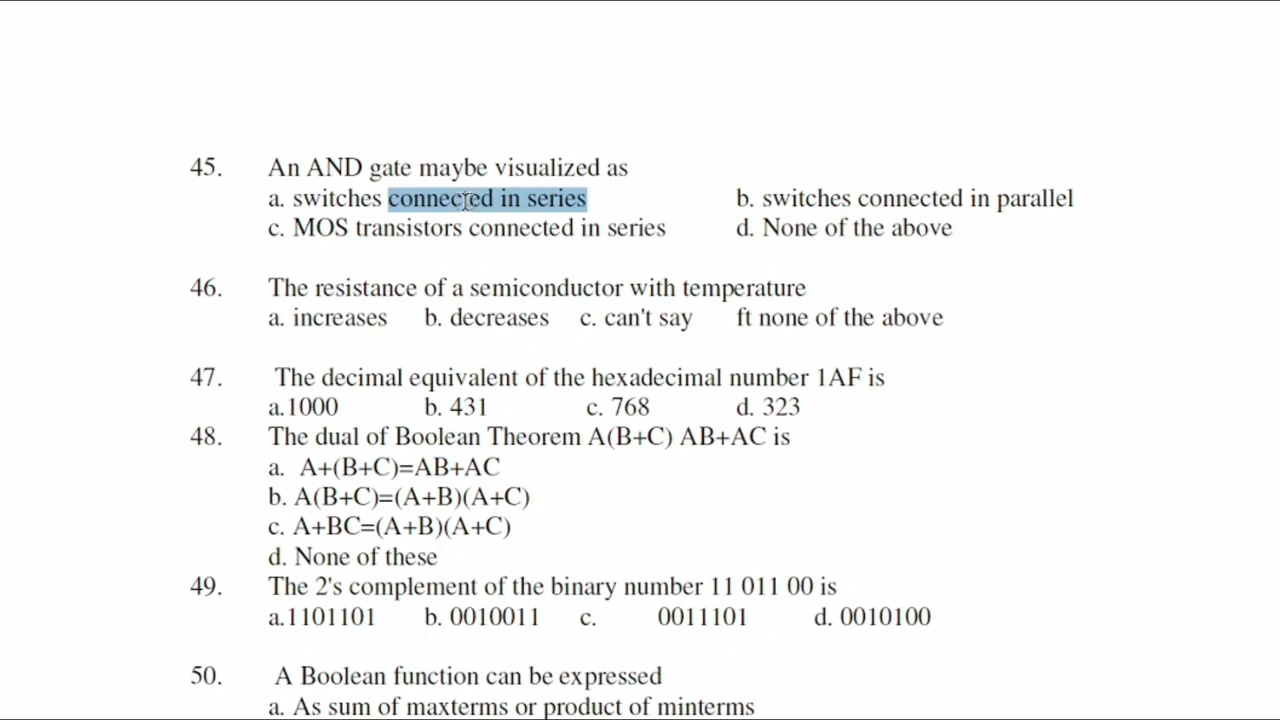 45. An AND gate maybe visualized as
a. switches connected in series b. switches connected in parallel
c. MOS transistors connected in series d. None of the above
46. The resistance of a semiconductor with temperature
a. increases b. decreases c. can't say ft none of the above
47. The decimal equivalent of the hexadecimal number 1AF is
a.1000 b. 431 c. 768 d. 323
48. The dual of Boolean Theorem A(B+C) AB+AC is
a. A+(B+C)=AB+AC
b. A(B+C)=(A+B)(A+C)
c. A+BC=(A+B)(A+C)
d. None of these
49. The 2's complement of the binary number 11 011 00 is
a.1101101 b. 0010011 c. 0011101 d. 0010100
50. A Boolean function can be expressed
a. As sum of maxterms or product of minterms